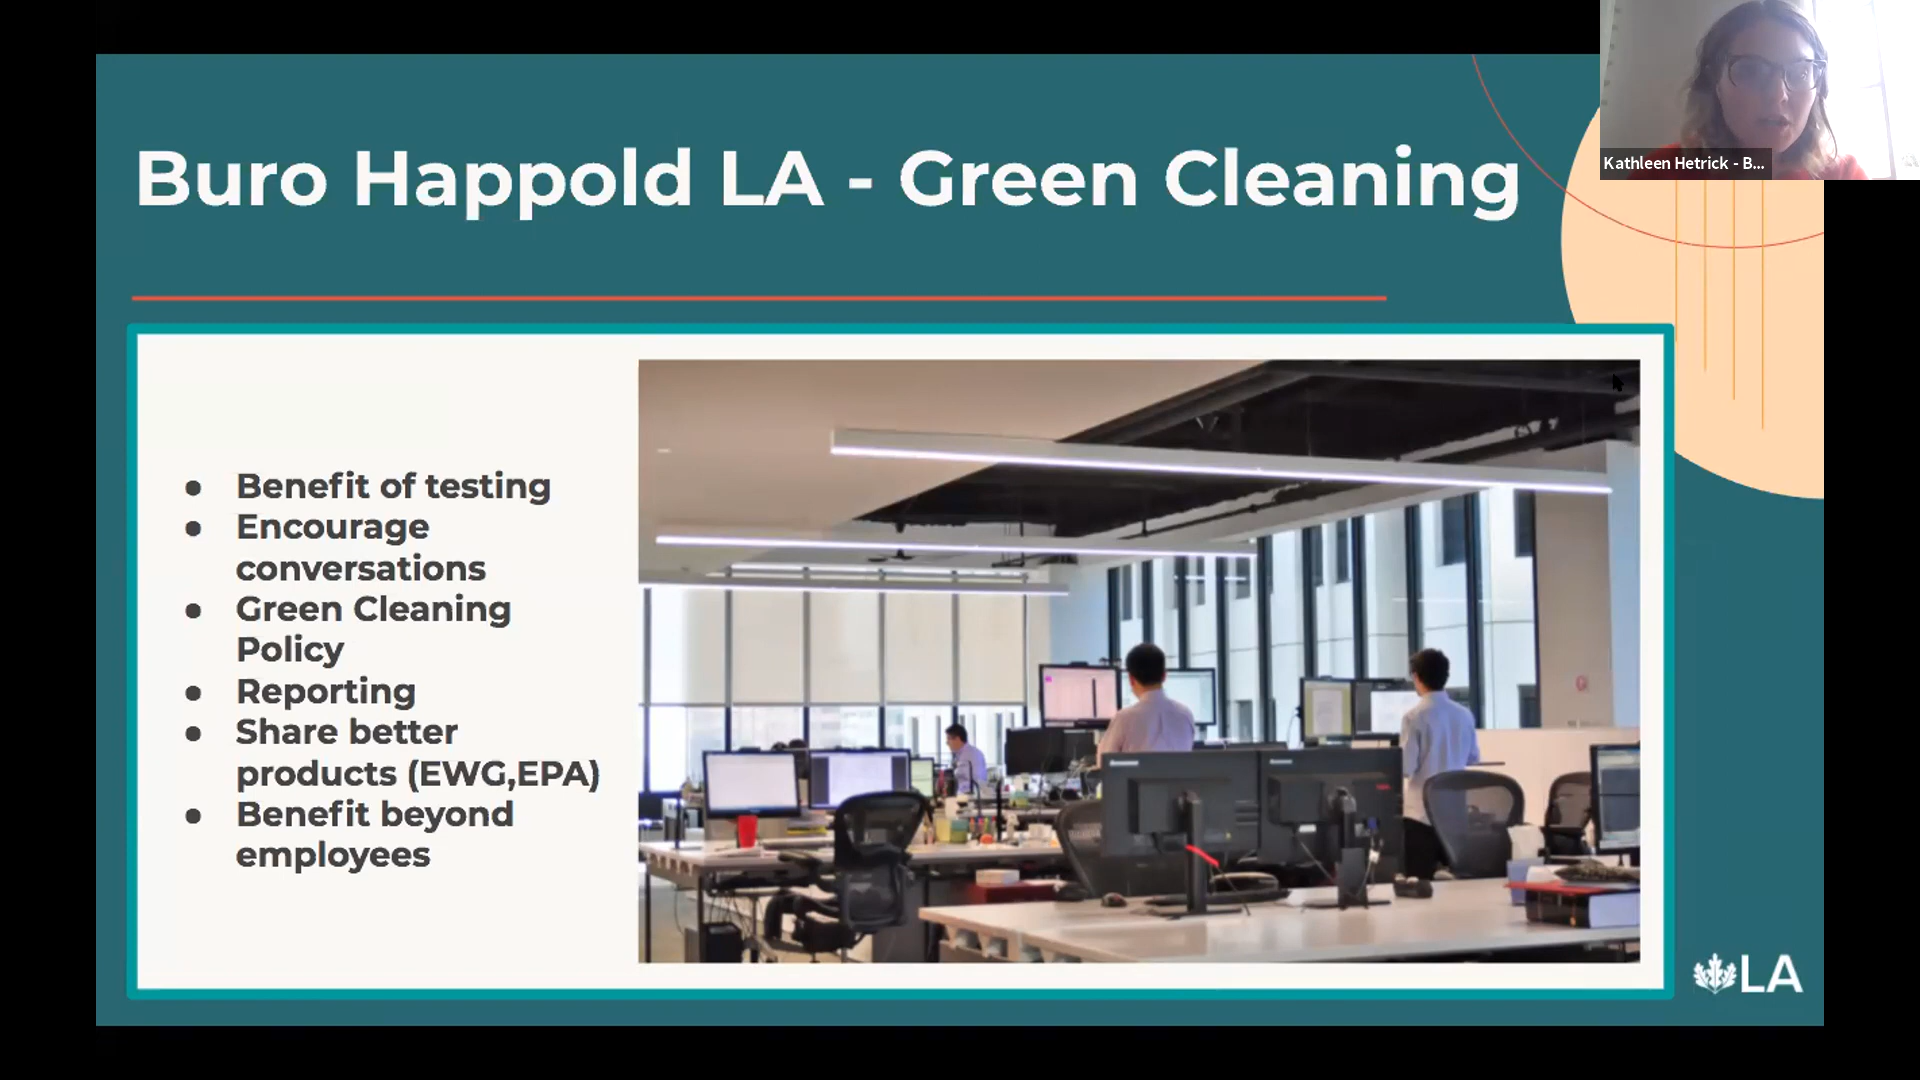 Buro Happold LA - Green Cleaning
Kathleen Hetrick - B...
● Benefit of testing
● Encourage
conversations
● Green Cleaning
Policy
● Reporting
● Share better
products (EWG,EPA)
● Benefit beyond
employees
LA